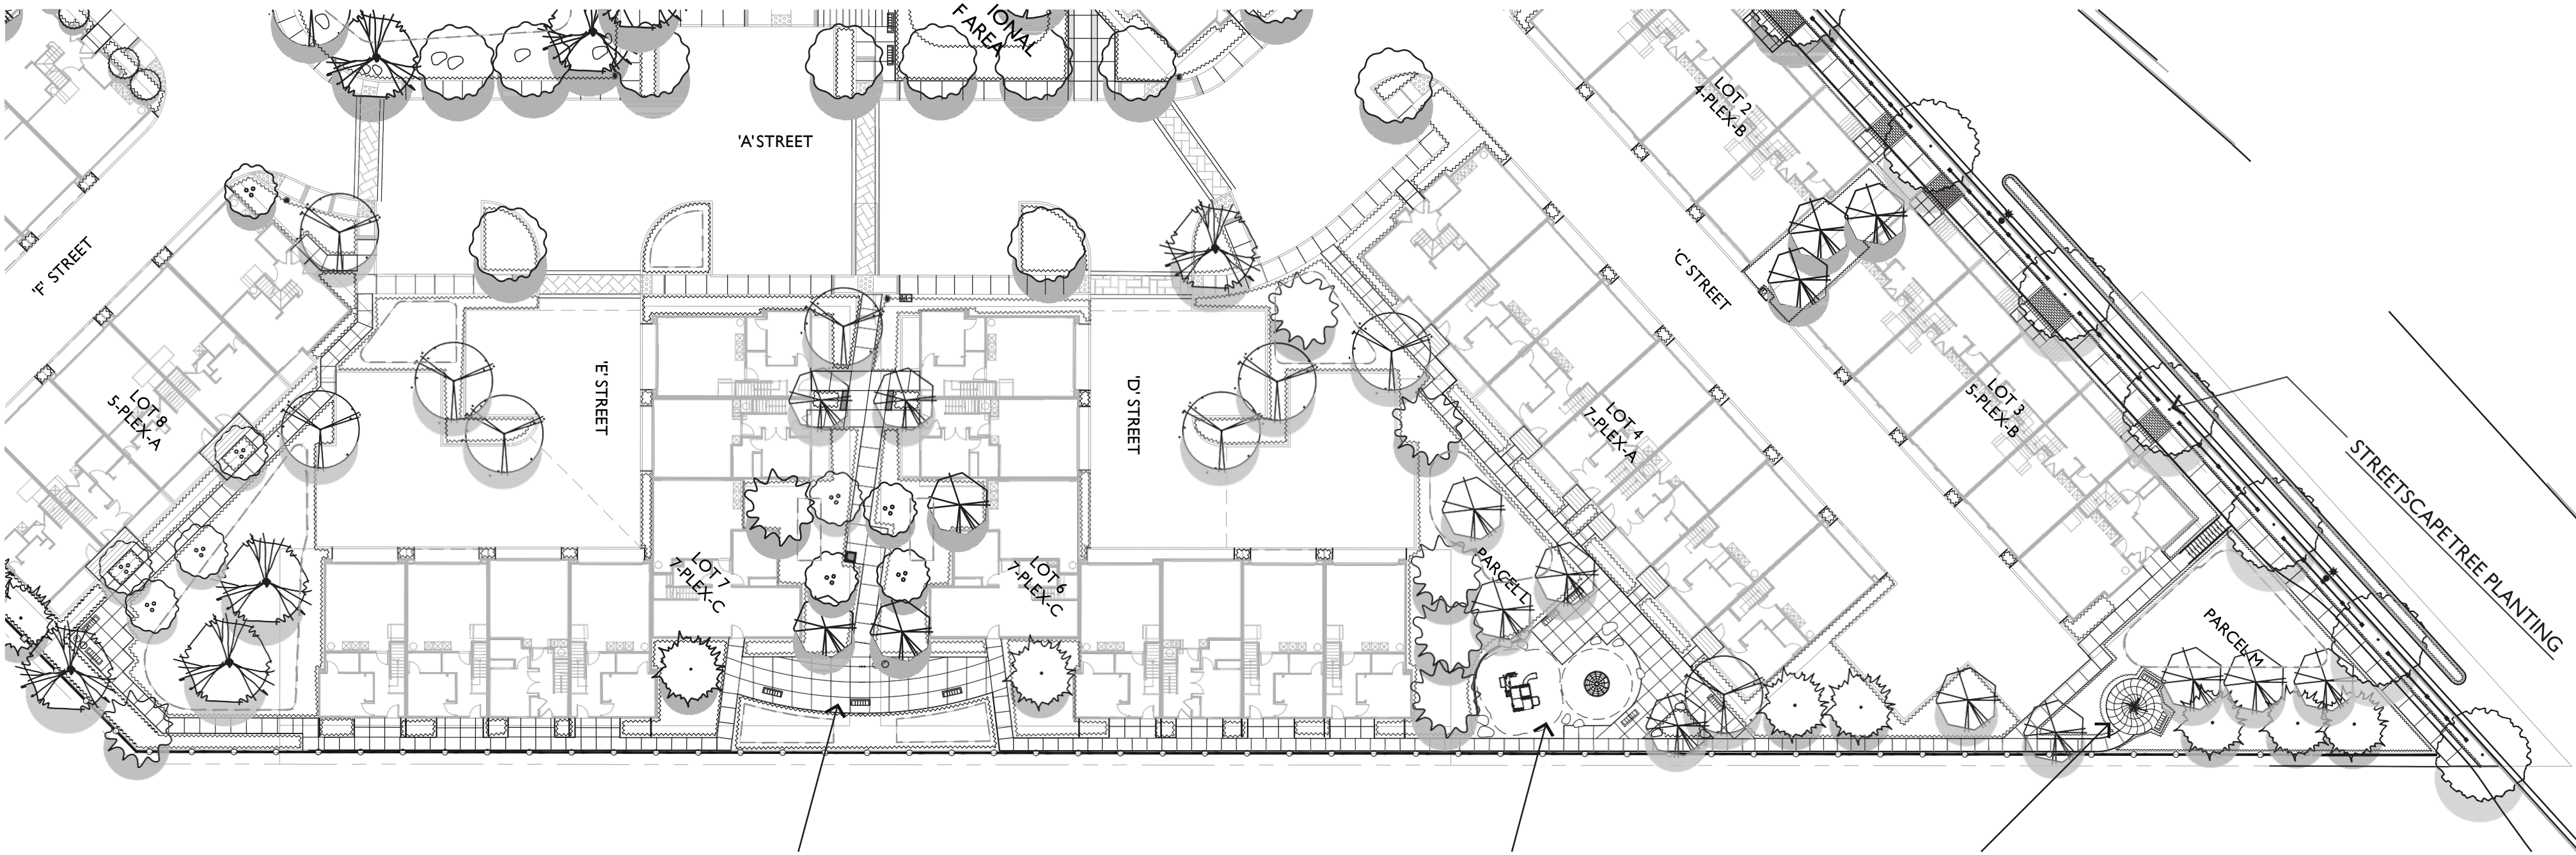 IONAL
F AREA
'A' STREET
LOT 2
4-PLEX-B
'F' STREET
'C' STREET
LOT 8
5-PLEX-A
'E' STREET
'D' STREET
LOT 4
7-PLEX-A
LOT 3
5-PLEX-B
STREETSCAPE TREE PLANTING
LOT 7
7-PLEX-C
LOT 6
7-PLEX-C
PARCEL L
PARCEL M